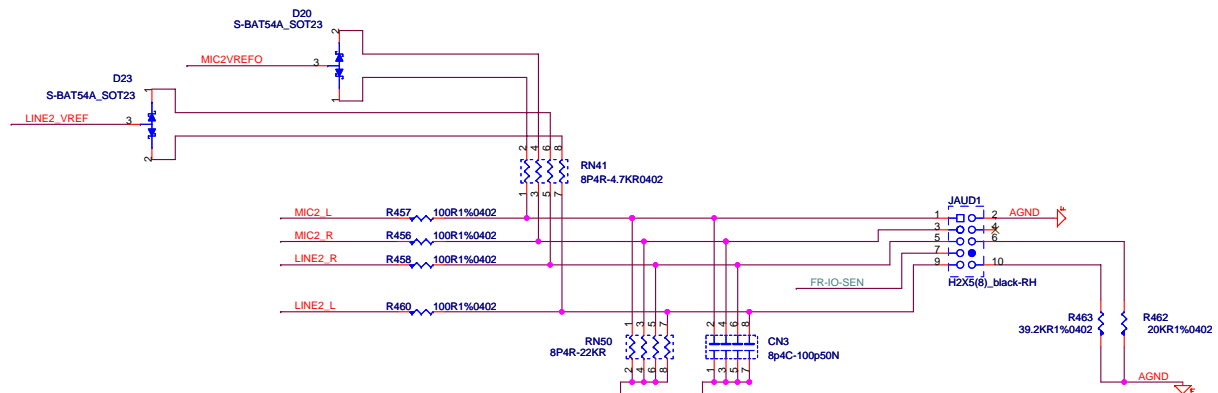 D20
S-BAT54A_SOT23
2
MIC2VREFO
3
1
D23
S-BAT54A_SOT23
1
LINE2_VREF
3
2
2 4 6 8
RN41
8P4R-4.7KR0402
1 3 5 7
MIC2_L R457 100R1%0402
MIC2_R R456 100R1%0402
LINE2_R R458 100R1%0402
LINE2_L R460 100R1%0402
JAUD1
1 2 AGND
3 4
5 6
7
9 10
FR-IO-SEN
H2X5(8)_black-RH
R463
39.2KR1%0402
R462
20KR1%0402
1 3 5 7
RN50
8P4R-22KR
2 4 6 8
2 4 6 8
CN3
8p4C-100p50N
1 3 5 7
AGND